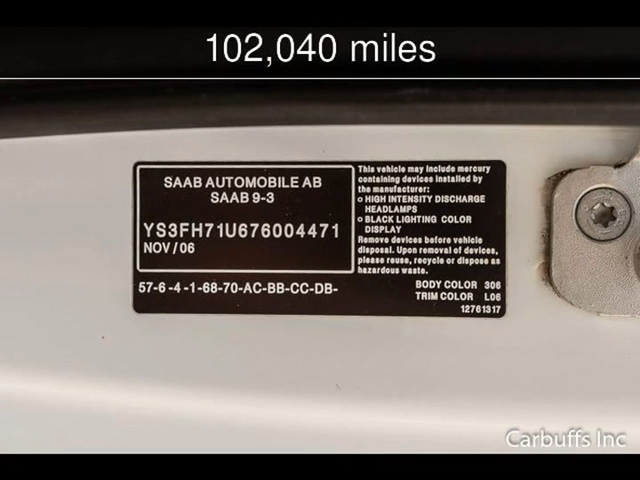 102,040 miles
SAAB AUTOMOBILE AB
SAAB 9-3
YS3FH71U676004471
NOV / 06
57-6-4-1-68-70-AC-BB-CC-DB-
This vehicle may include mercury
containing devices installed by
the manufacturer:
HIGH INTENSITY DISCHARGE
HEADLAMPS
BLACK LIGHTING COLOR
DISPLAY
Remove devices before vehicle
disposal. Upon removal of devices,
please reuse, recycle or dispose as
hazardous waste.
BODY COLOR 306
TRIM COLOR L06
12761317
Carbuffs Inc